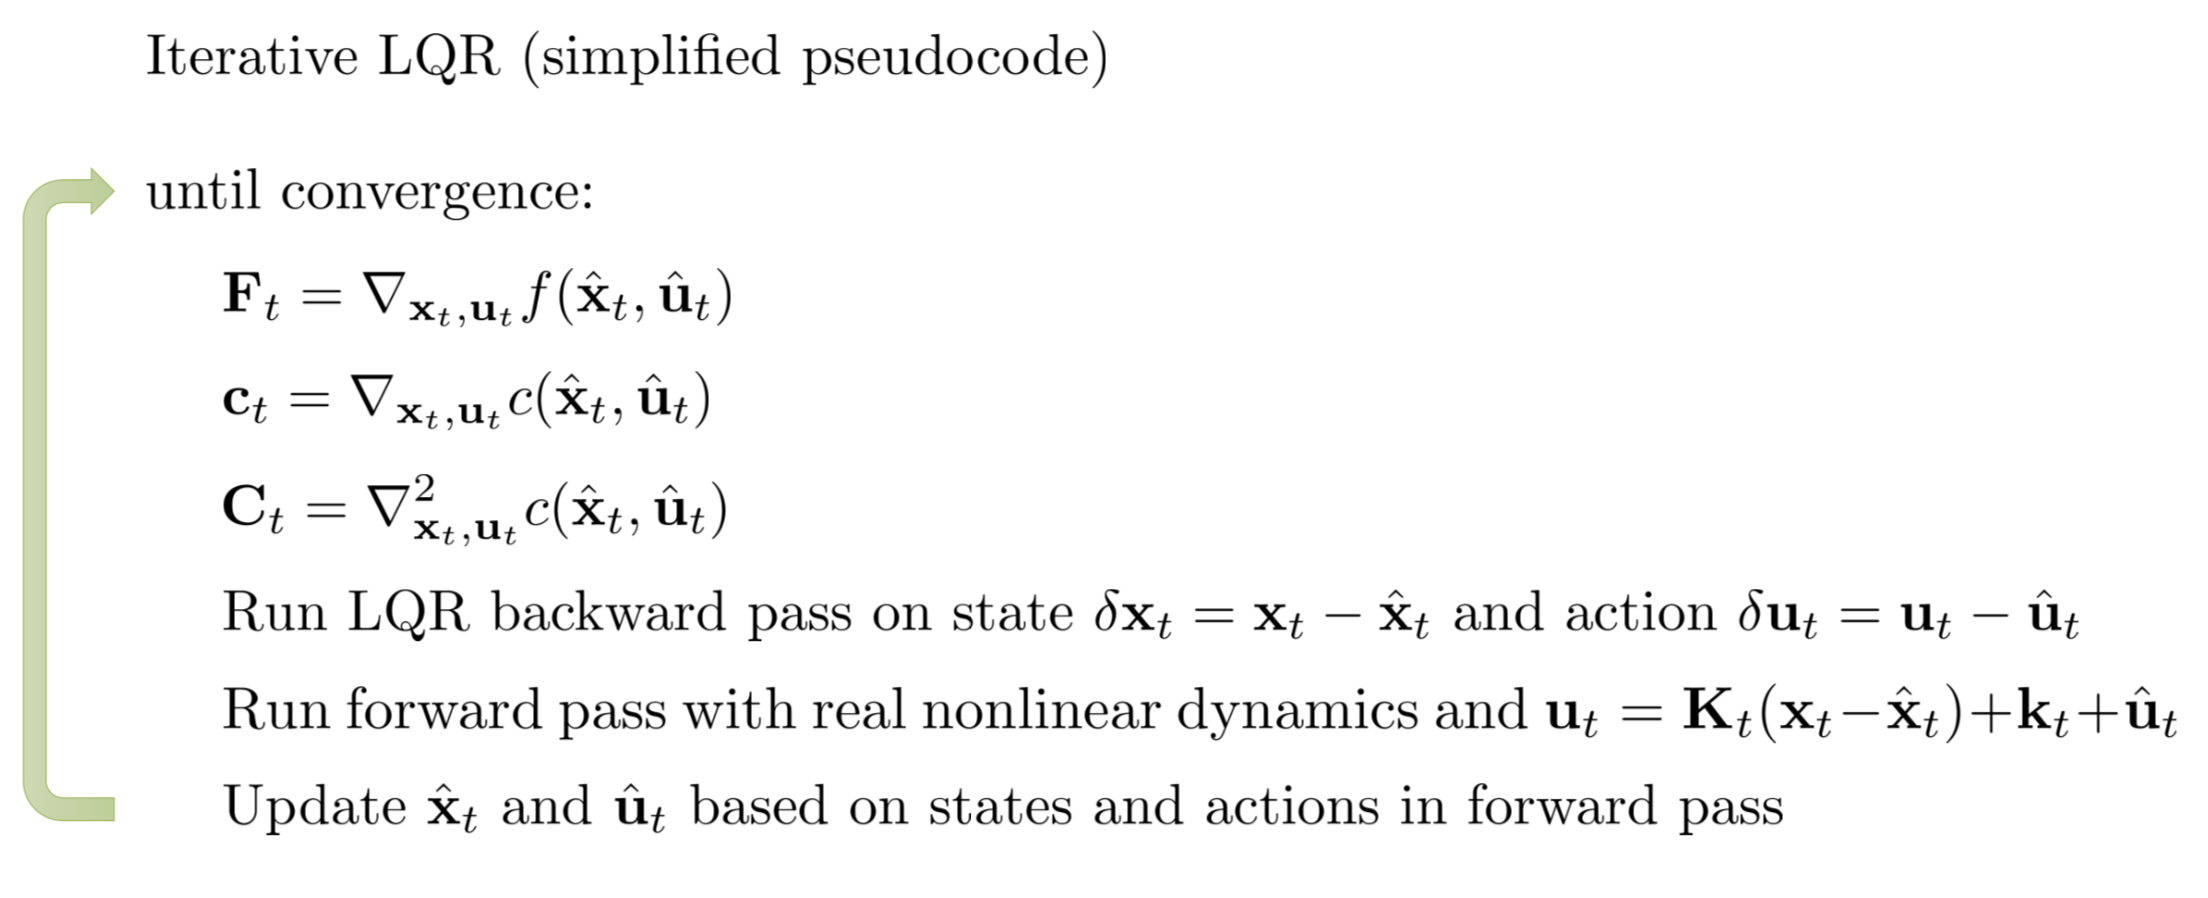 Iterative LQR (simplified pseudocode)
until convergence:
$\mathbf{F}_t = \nabla_{\mathbf{x}_t,\mathbf{u}_t} f(\hat{\mathbf{x}}_t, \hat{\mathbf{u}}_t)$
$\mathbf{c}_t = \nabla_{\mathbf{x}_t,\mathbf{u}_t} c(\hat{\mathbf{x}}_t, \hat{\mathbf{u}}_t)$
$\mathbf{C}_t = \nabla^2_{\mathbf{x}_t,\mathbf{u}_t} c(\hat{\mathbf{x}}_t, \hat{\mathbf{u}}_t)$
Run LQR backward pass on state $\delta\mathbf{x}_t = \mathbf{x}_t - \hat{\mathbf{x}}_t$ and action $\delta\mathbf{u}_t = \mathbf{u}_t - \hat{\mathbf{u}}_t$
Run forward pass with real nonlinear dynamics and $\mathbf{u}_t = \mathbf{K}_t(\mathbf{x}_t - \hat{\mathbf{x}}_t) + \mathbf{k}_t + \hat{\mathbf{u}}_t$
Update $\hat{\mathbf{x}}_t$ and $\hat{\mathbf{u}}_t$ based on states and actions in forward pass